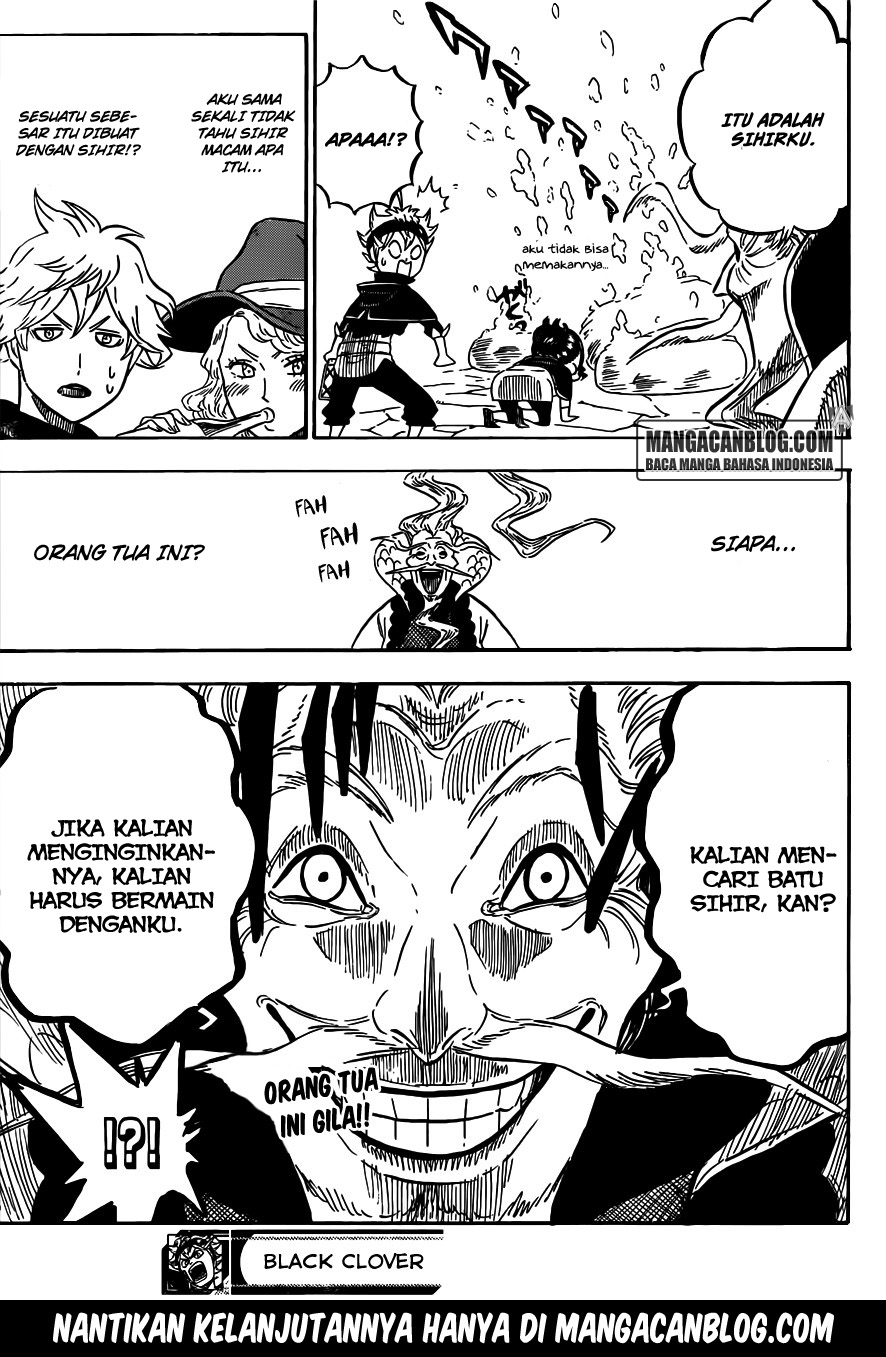 ITU ADALAH
SIHIRKU.
APAAA!?
aku tidak bisa
memakannya...
AKU SAMA
SEKALI TIDAK
TAHU SIHIR
MACAM APA
ITU...
SESUATU SEBE-
SAR ITU DIBUAT
DENGAN SIHIR!?
MANGACANBLOG.COM
BACA MANGA BAHASA INDONESIA
SIAPA...
FAH
FAH
FAH
ORANG TUA INI?
KALIAN MEN-
CARI BATU
SIHIR, KAN?
JIKA KALIAN
MENGINGINKAN-
NYA, KALIAN
HARUS BERMAIN
DENGANKU.
ORANG TUA
INI GILA!!
!?!
BLACK CLOVER
NANTIKAN KELANJUTANNYA HANYA DI MANGACANBLOG.COM